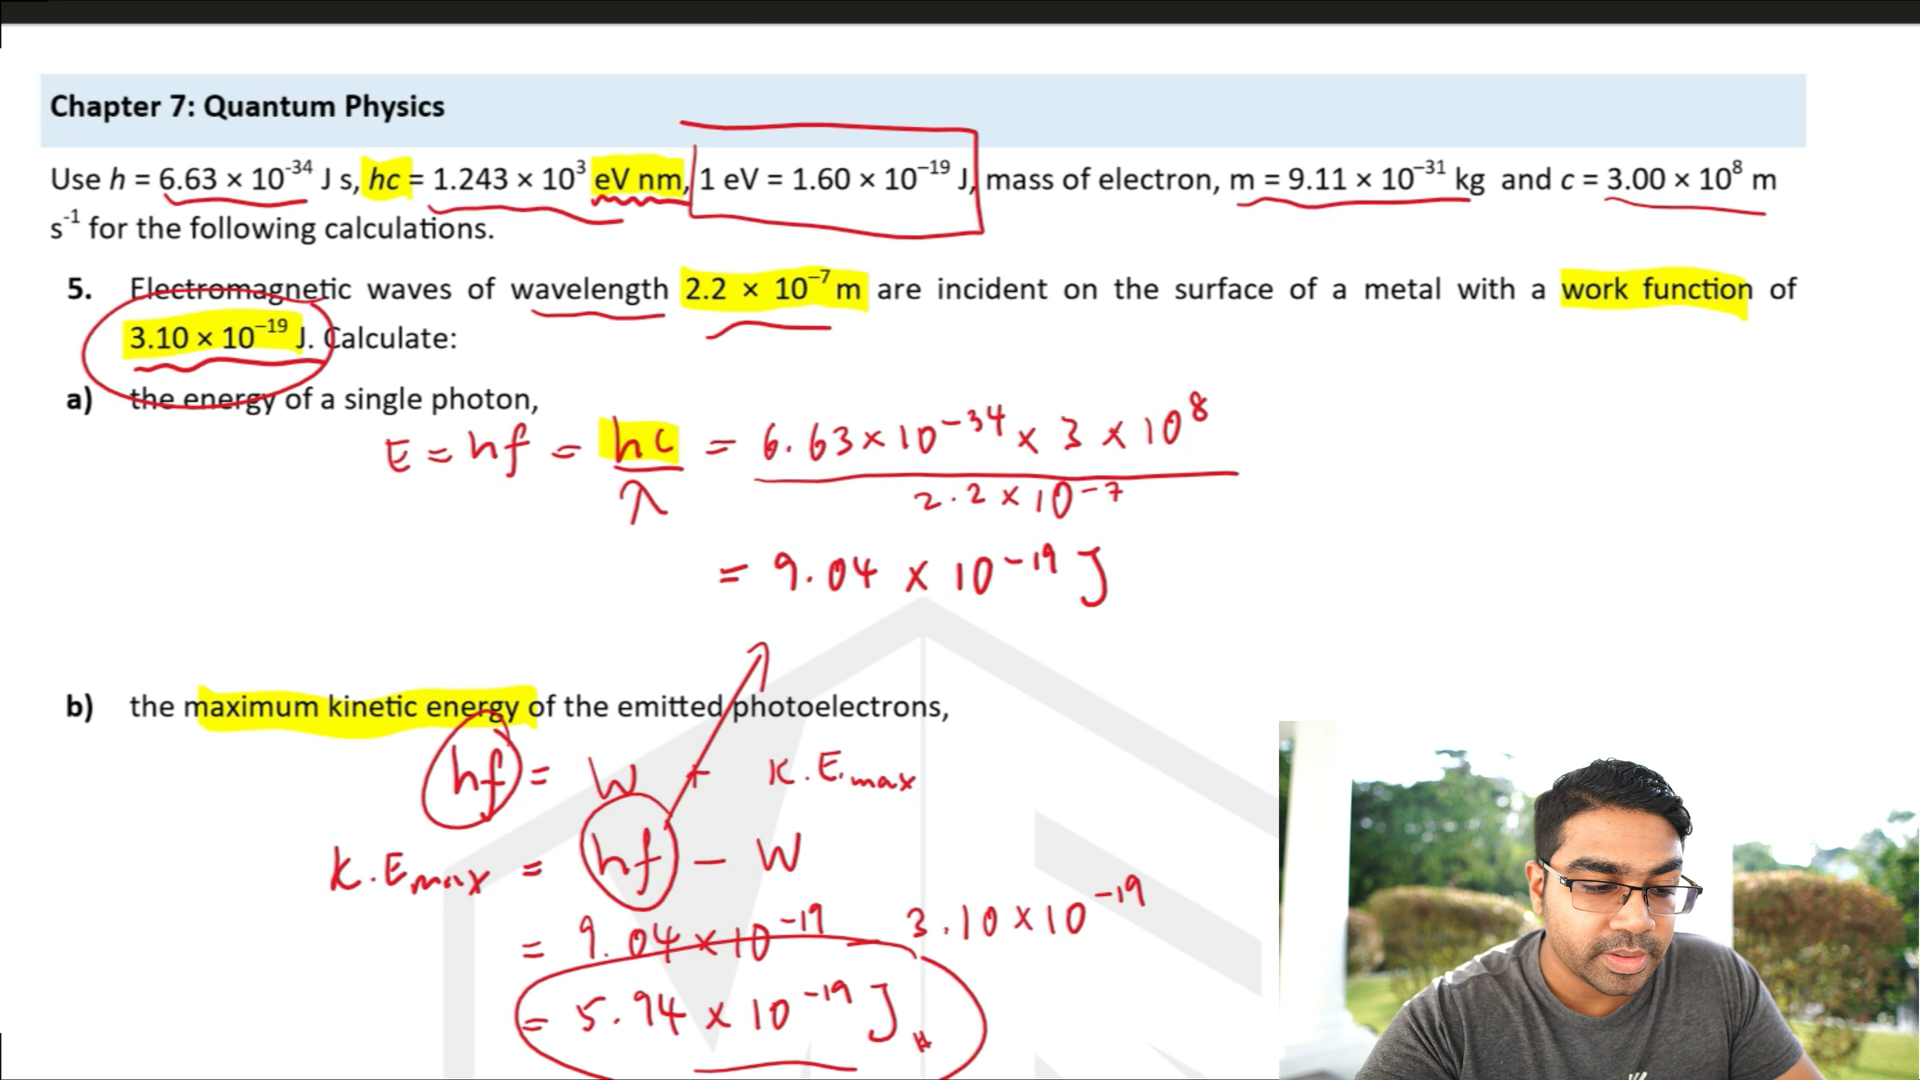 Chapter 7: Quantum Physics
Use h = 6.63 × 10⁻³⁴ J s, hc = 1.243 × 10³ eV nm, 1 eV = 1.60 × 10⁻¹⁹ J, mass of electron, m = 9.11 × 10⁻³¹ kg and c = 3.00 × 10⁸ m
s⁻¹ for the following calculations.
5. Electromagnetic waves of wavelength 2.2 × 10⁻⁷ m are incident on the surface of a metal with a work function of
3.10 × 10⁻¹⁹ J. Calculate:
a) the energy of a single photon,
E = hf = hc/λ = 6.63 × 10⁻³⁴ × 3 × 10⁸ / 2.2 × 10⁻⁷
= 9.04 × 10⁻¹⁹ J
b) the maximum kinetic energy of the emitted photoelectrons,
hf = W + K.E.max
K.Emax = hf − W
= 9.04 × 10⁻¹⁹ − 3.10 × 10⁻¹⁹
= 5.94 × 10⁻¹⁹ J